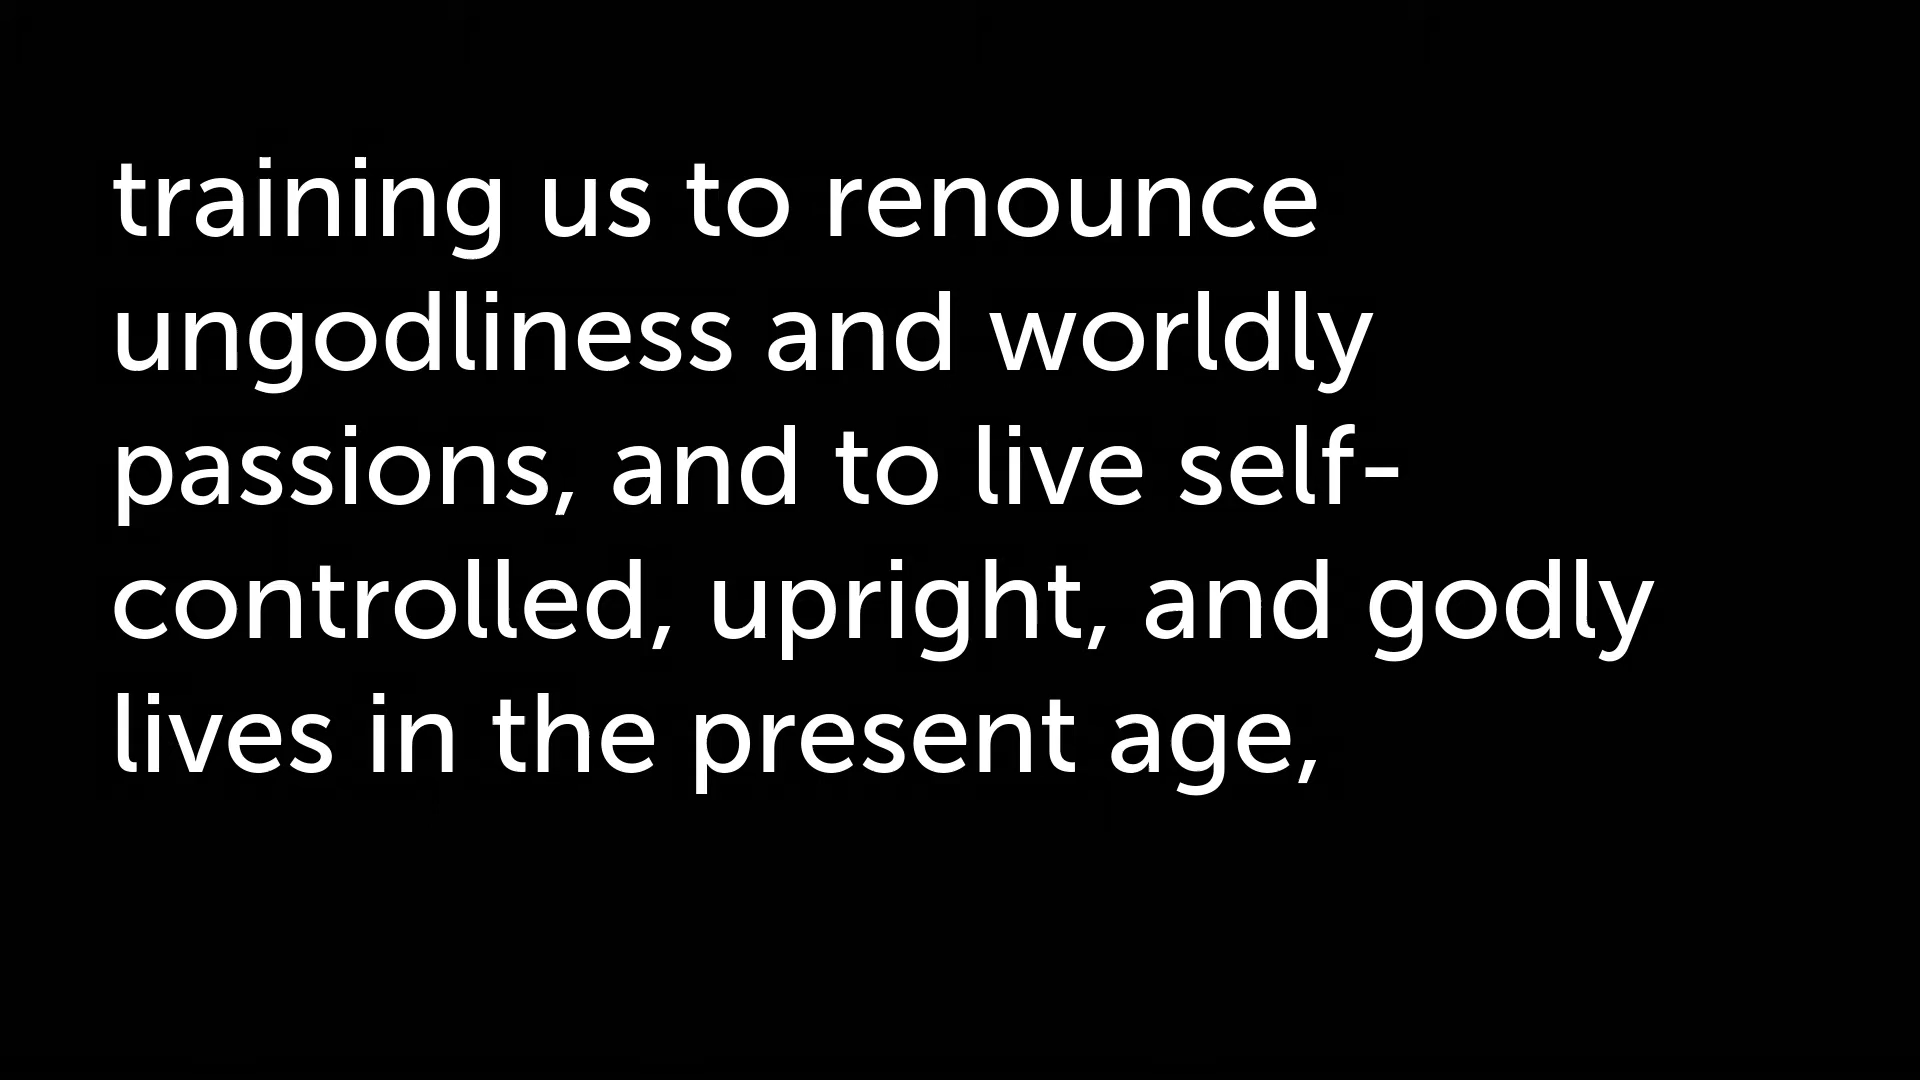 training us to renounce
ungodliness and worldly
passions, and to live self-
controlled, upright, and godly
lives in the present age,